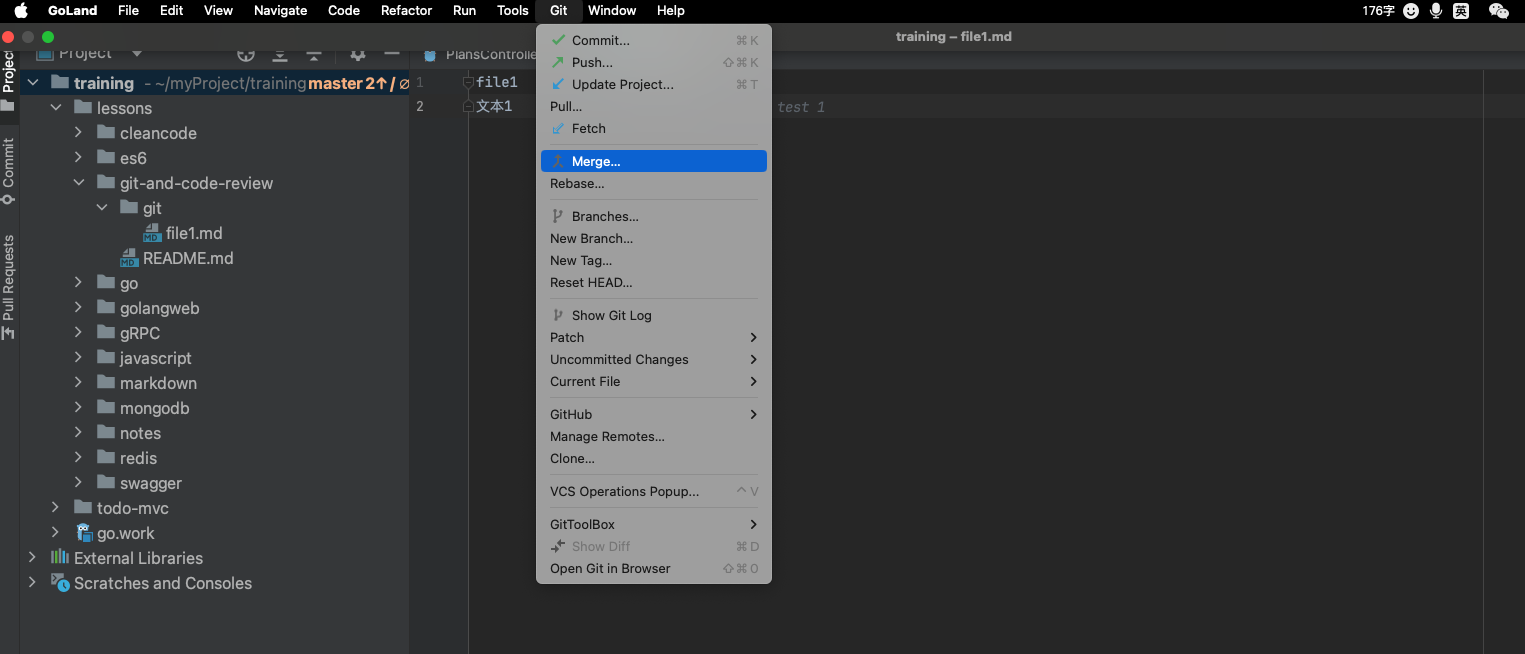 GoLand File Edit View Navigate Code Refactor Run Tools Git Window Help 176字 英
training – file1.md
Project PlansControlle
training - ~/myProject/training master 2↑ / ∅
lessons
cleancode
es6
git-and-code-review
git
file1.md
README.md
go
golangweb
gRPC
javascript
markdown
mongodb
notes
redis
swagger
todo-mvc
go.work
External Libraries
Scratches and Consoles
Project
Commit
Pull Requests
1 file1
2 文本1 test 1
Commit... ⌘K
Push... ⇧⌘K
Update Project... ⌘T
Pull...
Fetch
Merge...
Rebase...
Branches...
New Branch...
New Tag...
Reset HEAD...
Show Git Log
Patch
Uncommitted Changes
Current File
GitHub
Manage Remotes...
Clone...
VCS Operations Popup... ^V
GitToolBox
Show Diff ⌘D
Open Git in Browser ⇧⌘O